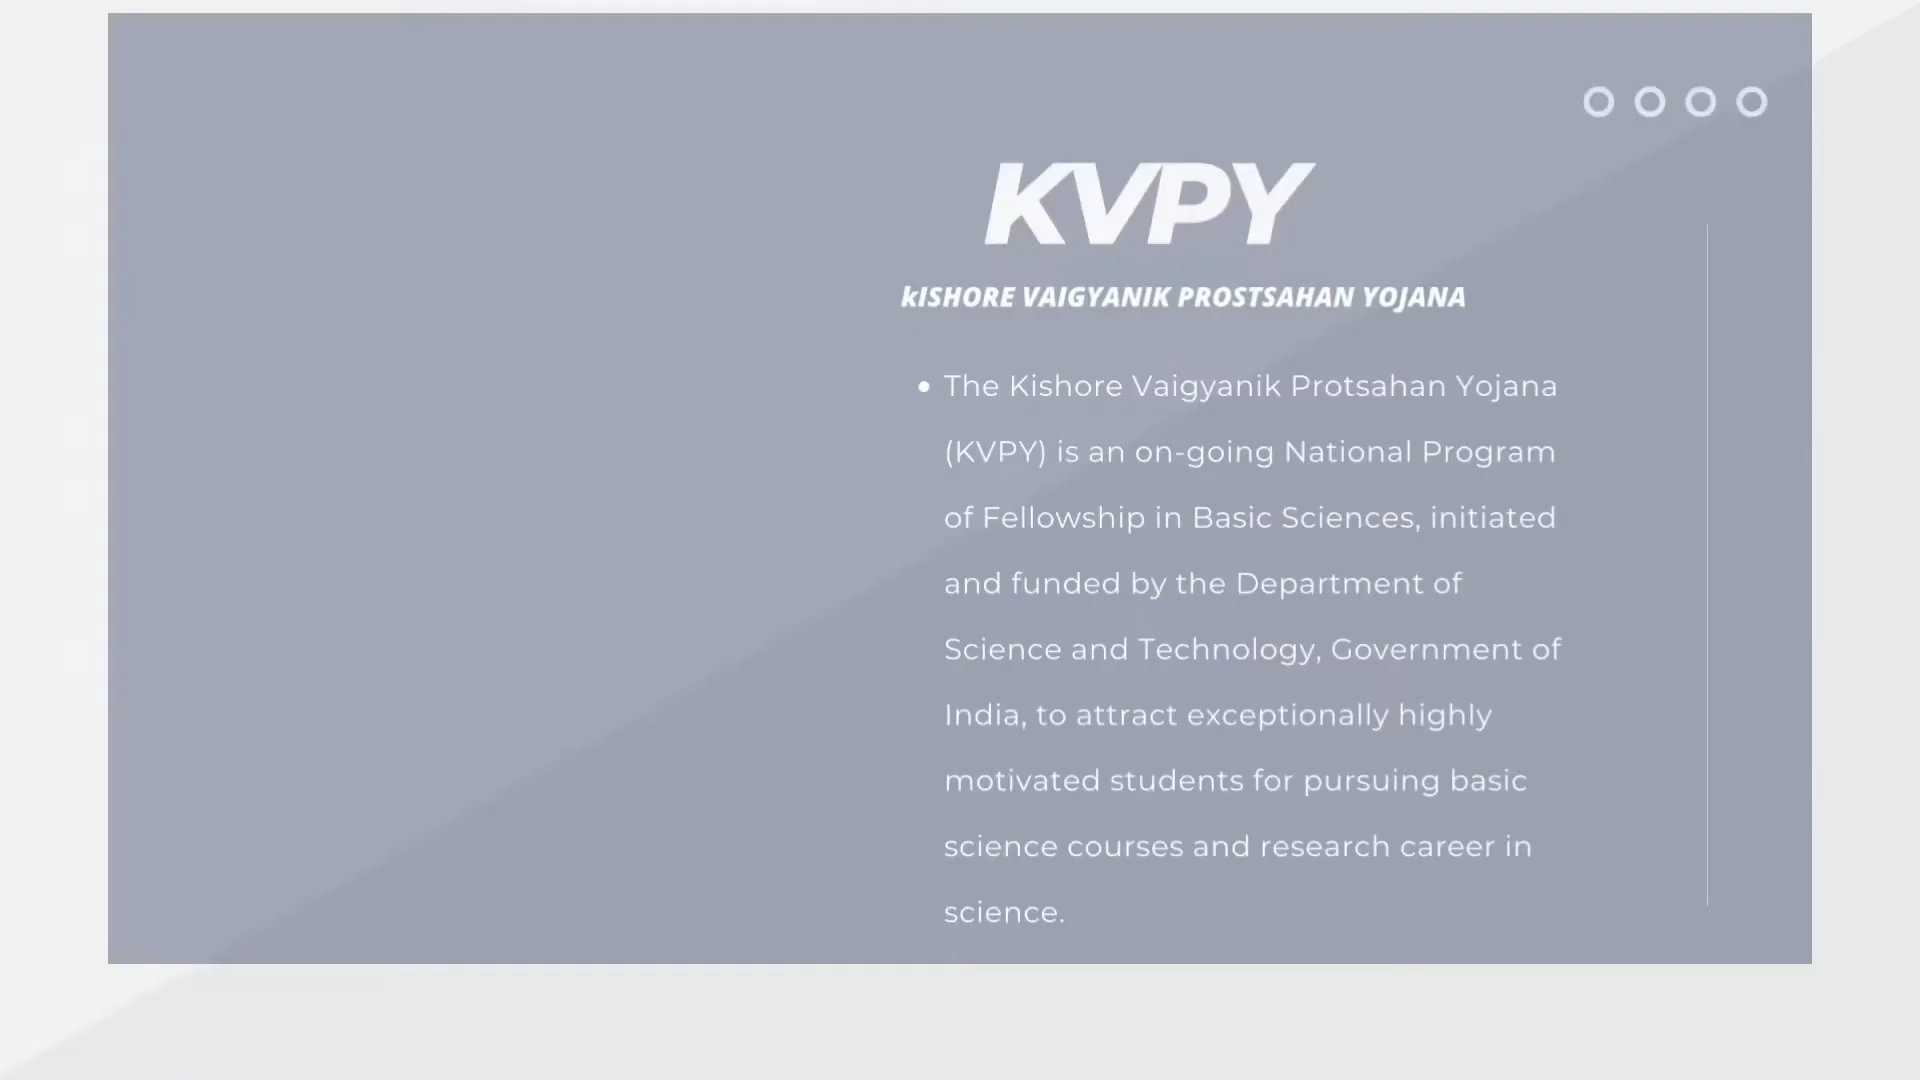 KVPY
kISHORE VAIGYANIK PROSTSAHAN YOJANA
• The Kishore Vaigyanik Protsahan Yojana
(KVPY) is an on-going National Program
of Fellowship in Basic Sciences, initiated
and funded by the Department of
Science and Technology, Government of
India, to attract exceptionally highly
motivated students for pursuing basic
science courses and research career in
science.